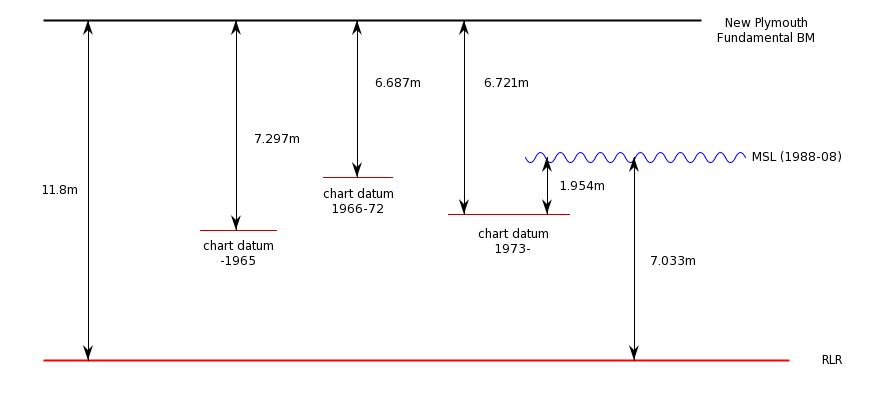 New Plymouth
Fundamental BM
6.687m
6.721m
7.297m
MSL (1988-08)
11.8m
1.954m
chart datum
1966-72
chart datum
1973-
chart datum
-1965
7.033m
RLR